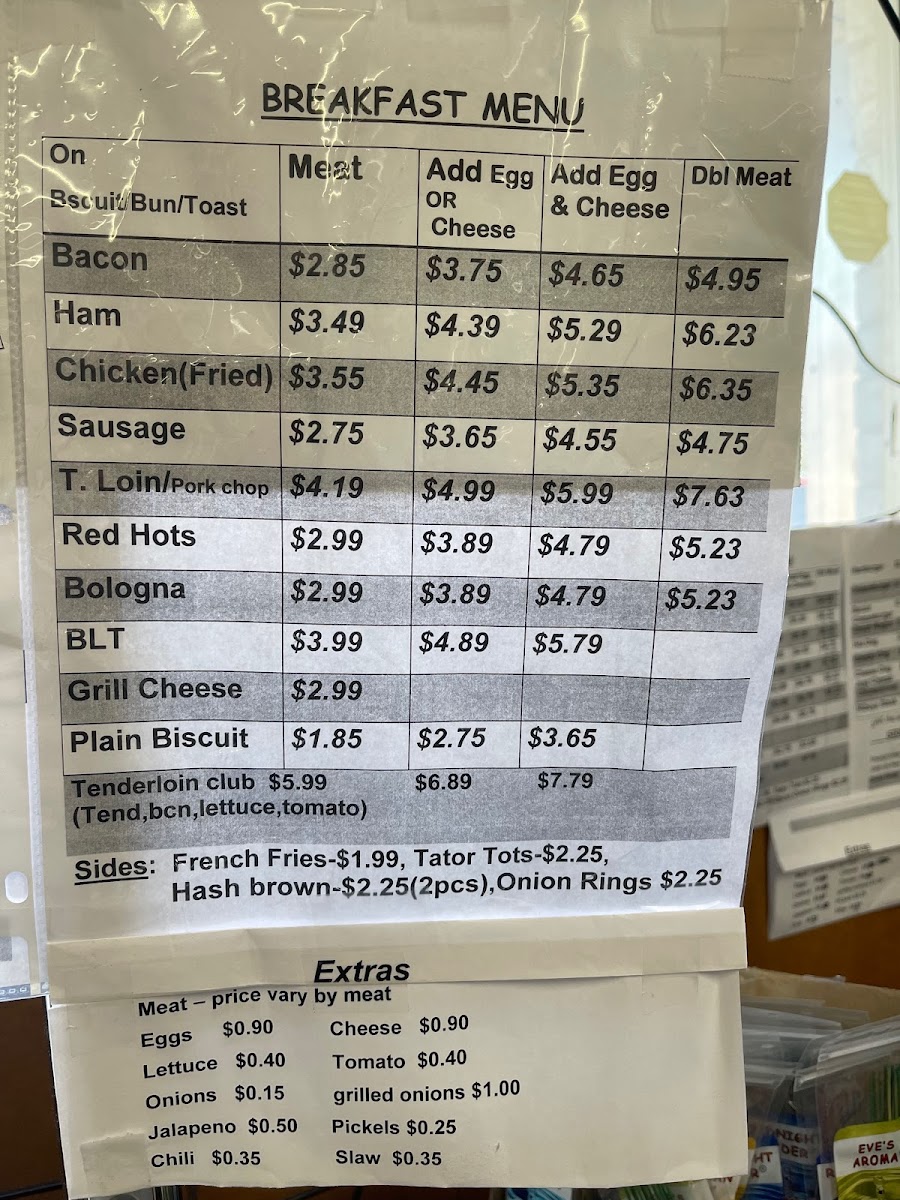 BREAKFAST MENU
On Meat Add Egg Add Egg Dbl Meat
Bscuit/Bun/Toast OR & Cheese
Cheese
Bacon $2.85 $3.75 $4.65 $4.95
Ham $3.49 $4.39 $5.29 $6.23
Chicken(Fried) $3.55 $4.45 $5.35 $6.35
Sausage $2.75 $3.65 $4.55 $4.75
T. Loin/Pork chop $4.19 $4.99 $5.99 $7.63
Red Hots $2.99 $3.89 $4.79 $5.23
Bologna $2.99 $3.89 $4.79 $5.23
BLT $3.99 $4.89 $5.79
Grill Cheese $2.99
Plain Biscuit $1.85 $2.75 $3.65
Tenderloin club $5.99 $6.89 $7.79
(Tend,bcn,lettuce,tomato)
Sides: French Fries-$1.99, Tator Tots-$2.25,
Hash brown-$2.25(2pcs),Onion Rings $2.25
Extras
Meat – price vary by meat
Eggs $0.90 Cheese $0.90
Lettuce $0.40 Tomato $0.40
Onions $0.15 grilled onions $1.00
Jalapeno $0.50 Pickels $0.25
Chili $0.35 Slaw $0.35
EVE'S
AROMA